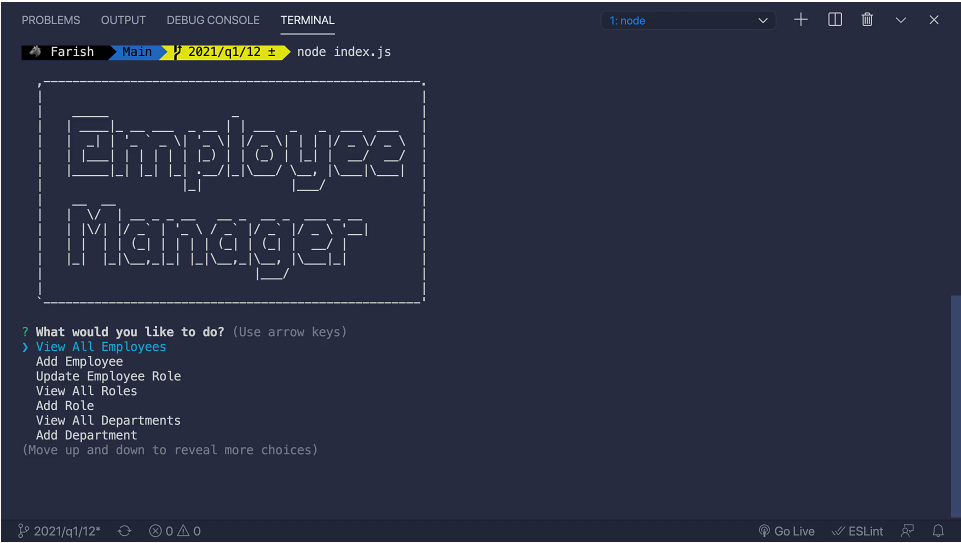 PROBLEMS OUTPUT DEBUG CONSOLE TERMINAL 1: node
Farish Main 2021/q1/12 ± node index.js
Employee
Manager
? What would you like to do? (Use arrow keys)
❯ View All Employees
Add Employee
Update Employee Role
View All Roles
Add Role
View All Departments
Add Department
(Move up and down to reveal more choices)
2021/q1/12* 0 0 Go Live ESLint